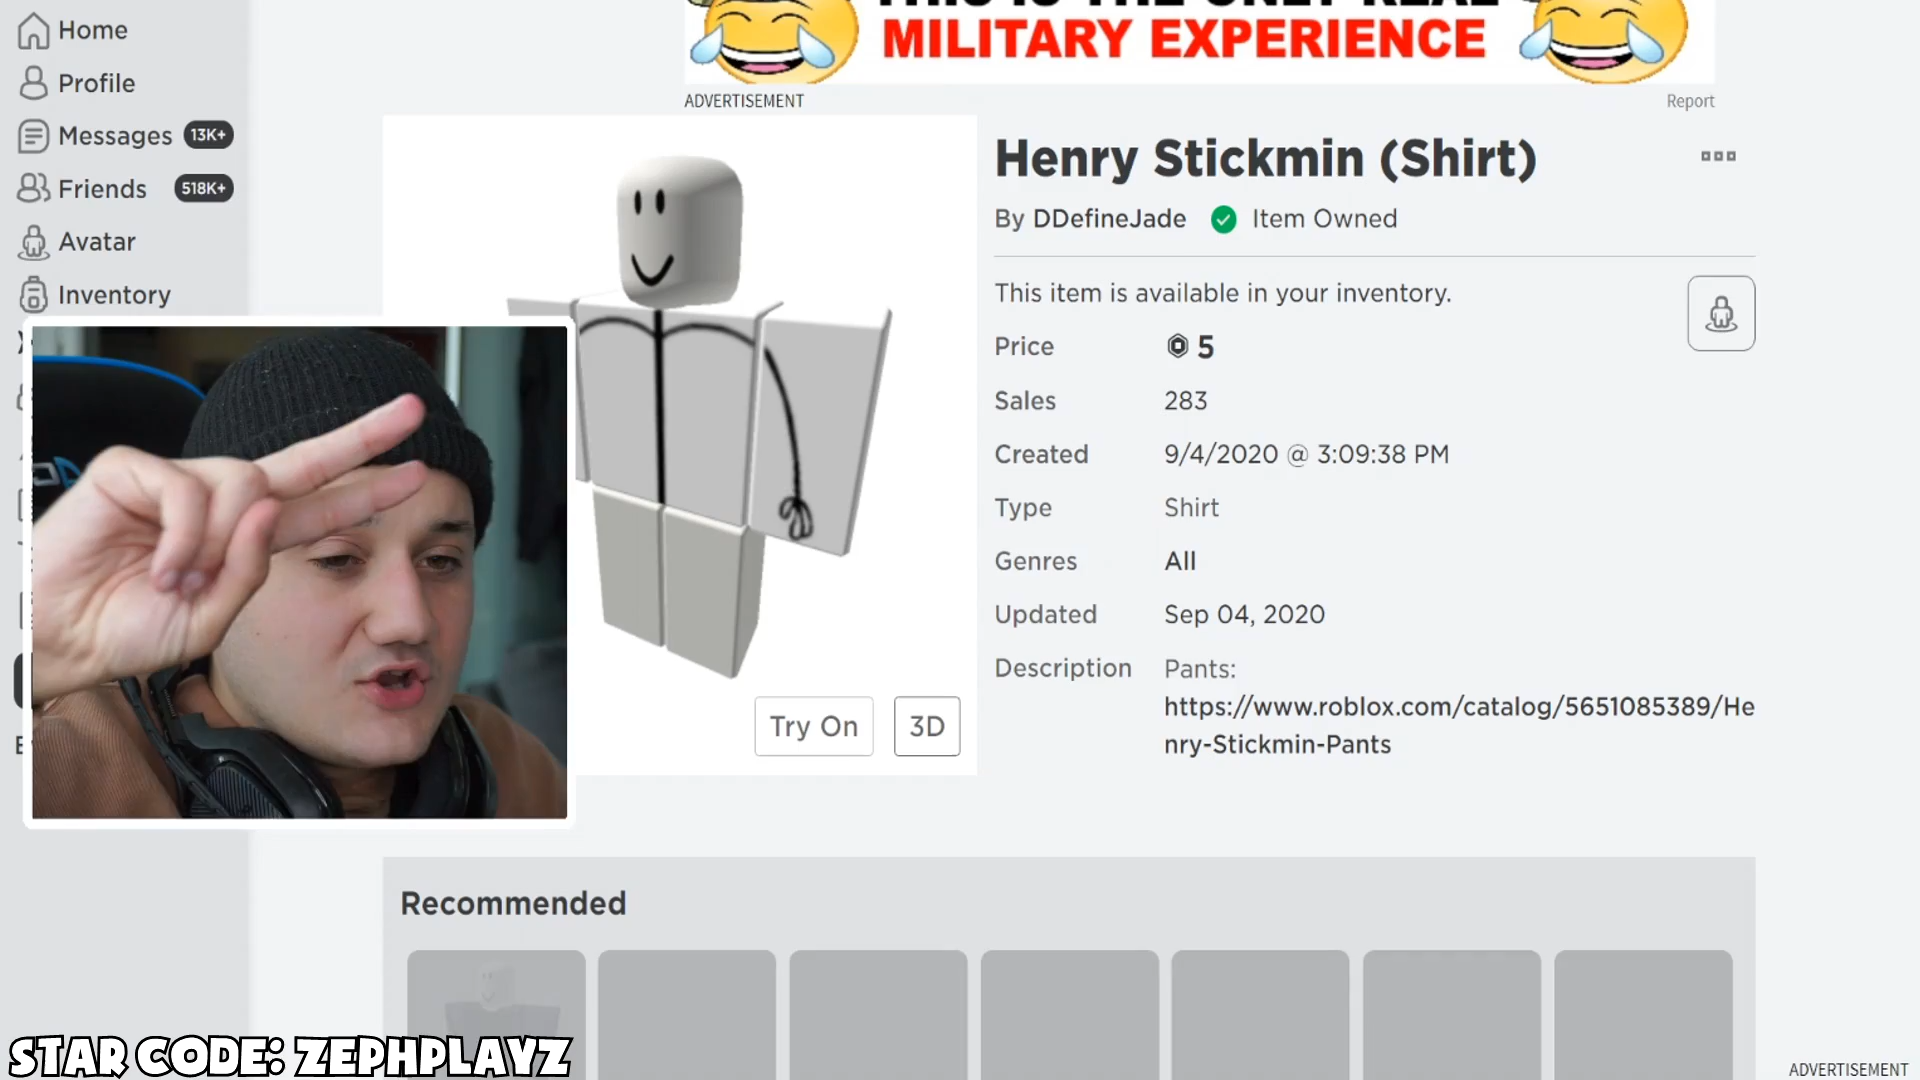 MILITARY EXPERIENCE
ADVERTISEMENT
Report
Home
Profile
Messages 13K+
Friends 518K+
Avatar
Inventory
Henry Stickmin (Shirt)
By DDefineJade Item Owned
This item is available in your inventory.
Price 5
Sales 283
Created 9/4/2020 @ 3:09:38 PM
Type Shirt
Genres All
Updated Sep 04, 2020
Description Pants:
https://www.roblox.com/catalog/5651085389/He
nry-Stickmin-Pants
Try On
3D
Recommended
STAR CODE: ZEPHPLAYZ
ADVERTISEMENT